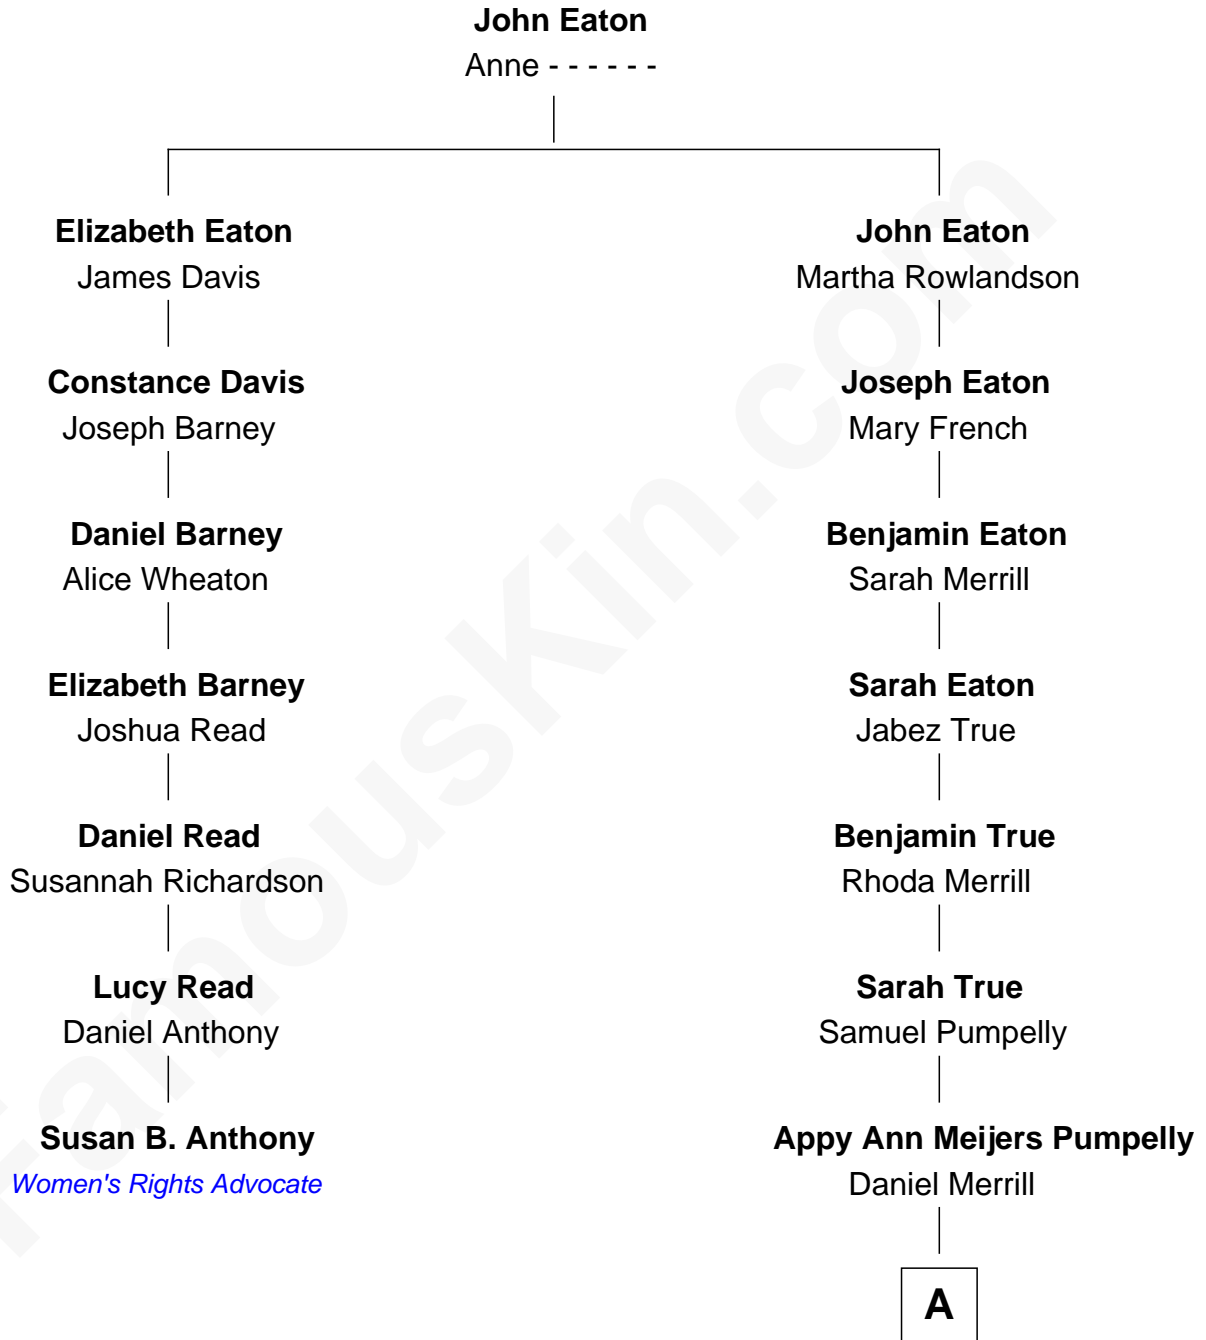 John Eaton
Anne - - - - - -
Elizabeth Eaton
James Davis
Constance Davis
Joseph Barney
Daniel Barney
Alice Wheaton
Elizabeth Barney
Joshua Read
Daniel Read
Susannah Richardson
Lucy Read
Daniel Anthony
Susan B. Anthony
Women's Rights Advocate
John Eaton
Martha Rowlandson
Joseph Eaton
Mary French
Benjamin Eaton
Sarah Merrill
Sarah Eaton
Jabez True
Benjamin True
Rhoda Merrill
Sarah True
Samuel Pumpelly
Appy Ann Meijers Pumpelly
Daniel Merrill
A
FamousKin.com